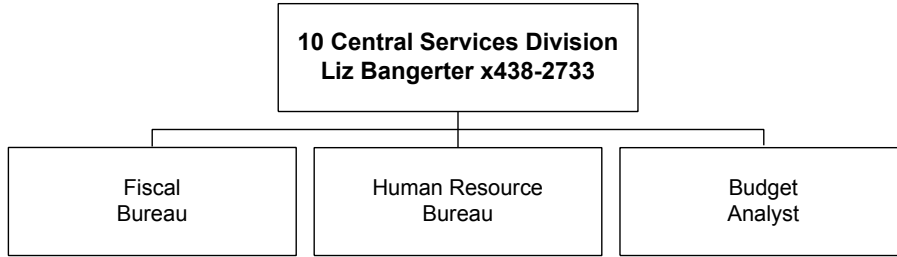 10 Central Services Division
Liz Bangerter x438-2733
Fiscal
Bureau
Human Resource
Bureau
Budget
Analyst